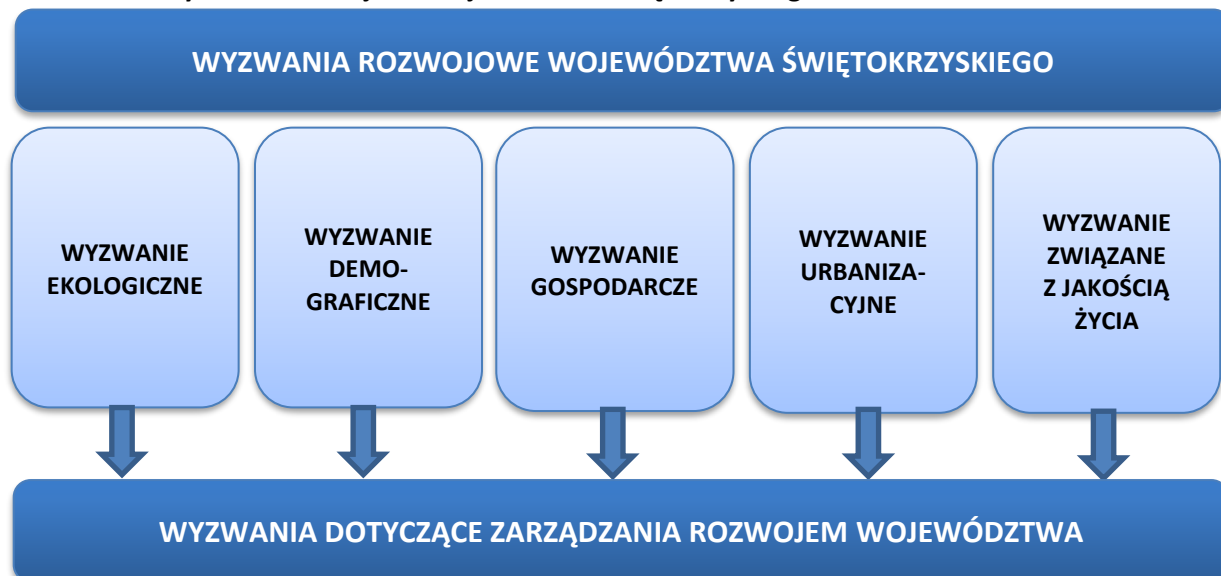 WYZWANIA ROZWOJOWE WOJEWÓDZTWA ŚWIĘTOKRZYSKIEGO
WYZWANIE
EKOLOGICZNE
WYZWANIE
DEMO-
GRAFICZNE
WYZWANIE
GOSPODARCZE
WYZWANIE
URBANIZA-
CYJNE
WYZWANIE
ZWIĄZANE
Z JAKOŚCIĄ
ŻYCIA
WYZWANIA DOTYCZĄCE ZARZĄDZANIA ROZWOJEM WOJEWÓDZTWA